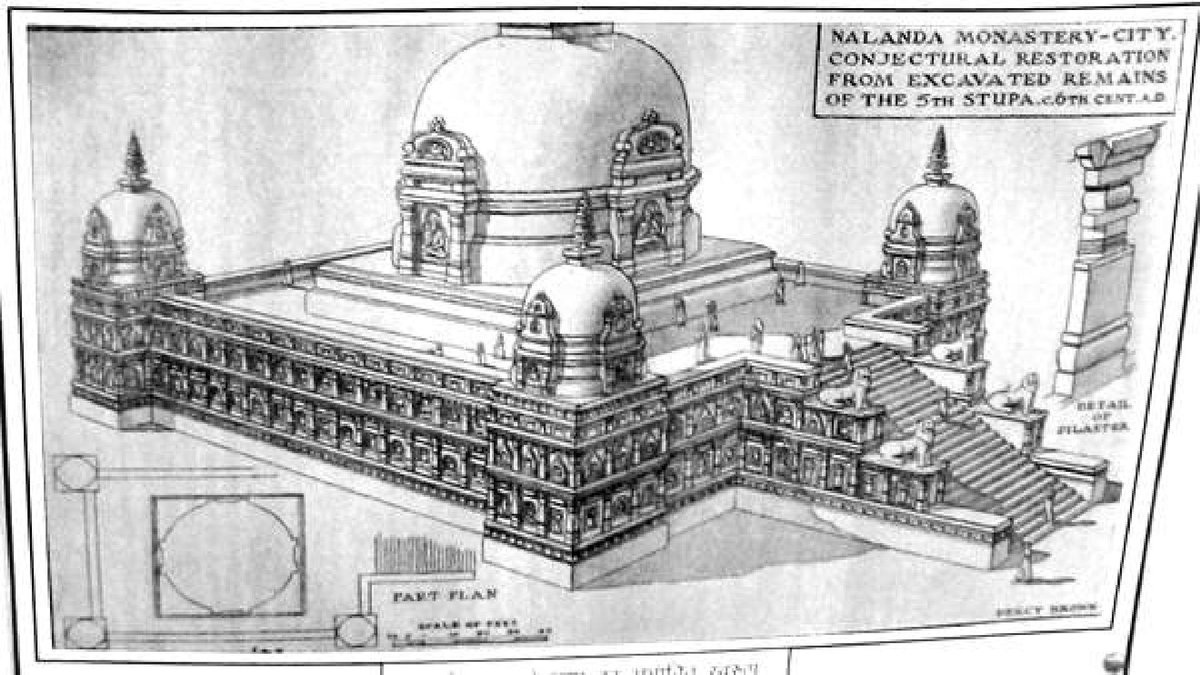 NALANDA MONASTERY-CITY.
CONJECTURAL RESTORATION
FROM EXCAVATED REMAINS
OF THE 5TH STUPA. C. 6TH CENT. A.D.
DETAIL
OF
PILASTER
PART PLAN
SCALE OF FEET
PERCY BROWN